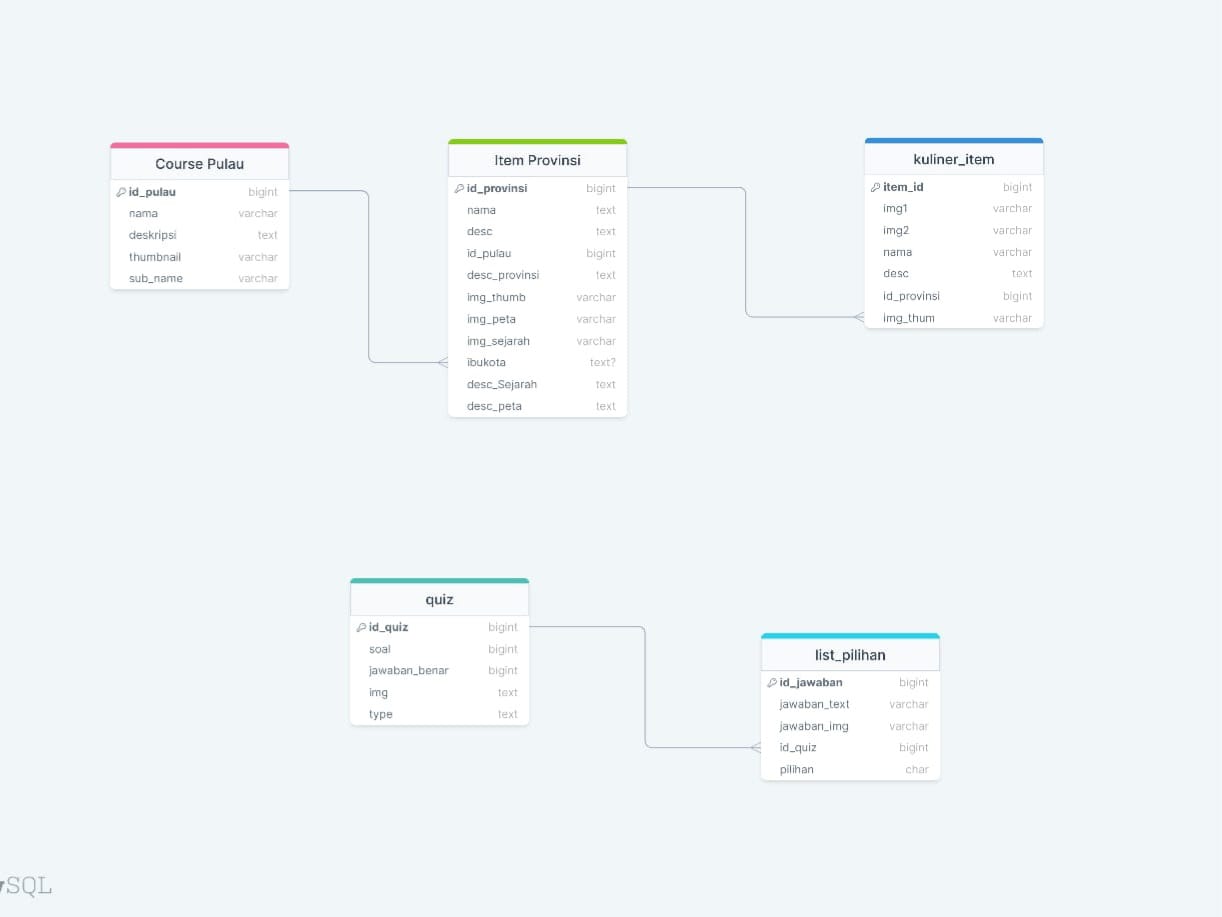 Course Pulau
id_pulau bigint
nama varchar
deskripsi text
thumbnail varchar
sub_name varchar
Item Provinsi
id_provinsi bigint
nama text
desc text
id_pulau bigint
desc_provinsi text
img_thumb varchar
img_peta varchar
img_sejarah varchar
ibukota text?
desc_Sejarah text
desc_peta text
kuliner_item
item_id bigint
img1 varchar
img2 varchar
nama varchar
desc text
id_provinsi bigint
img_thum varchar
quiz
id_quiz bigint
soal bigint
jawaban_benar bigint
img text
type text
list_pilihan
id_jawaban bigint
jawaban_text varchar
jawaban_img varchar
id_quiz bigint
pilihan char
SQL